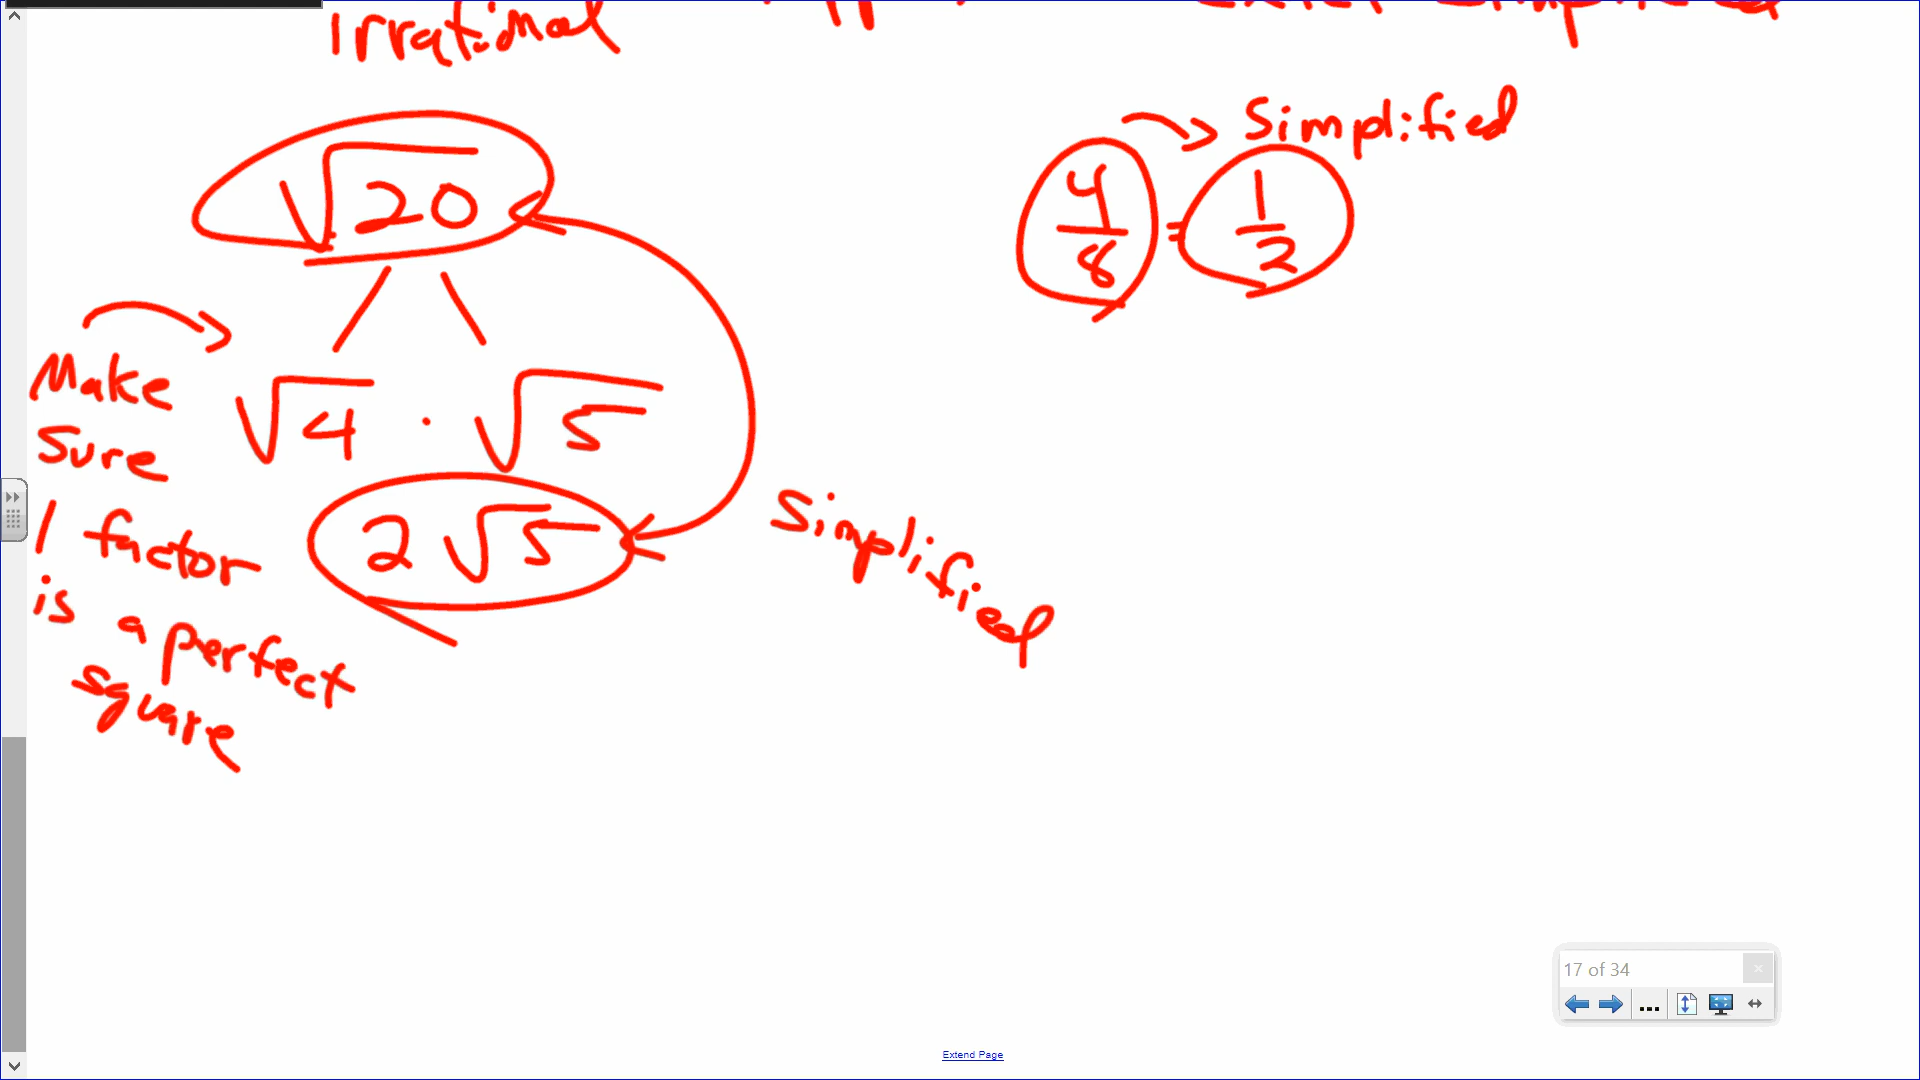 Irrational
Simplified
√20
4/8 = 1/2
Make
Sure
√4 · √5
1 factor
is a perfect
square
2√5
Simplified
17 of 34
...
Extend Page